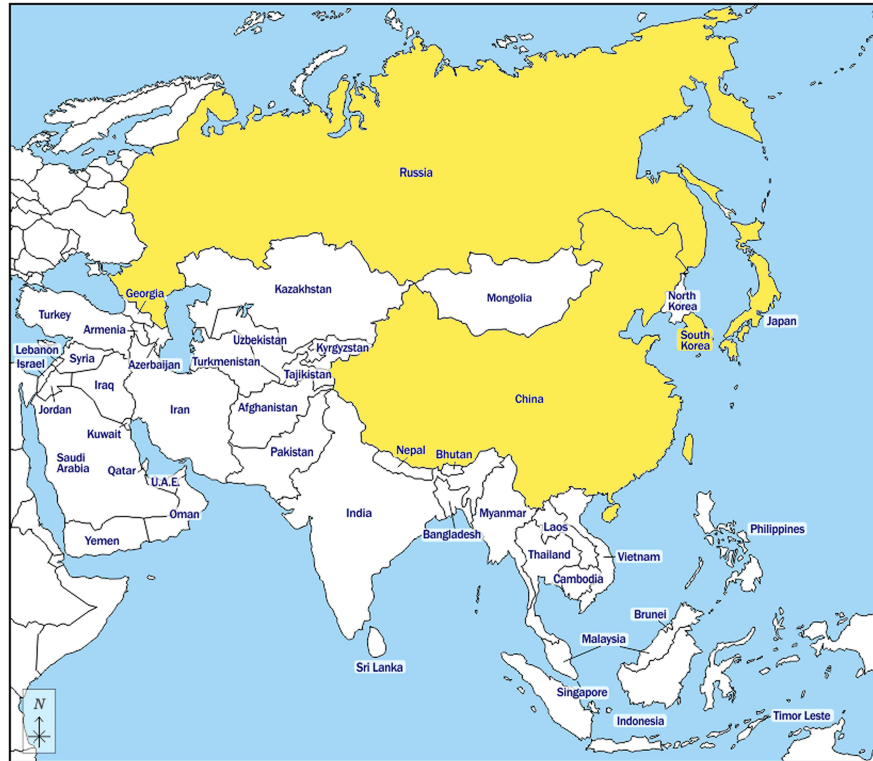 Russia
Georgia
Kazakhstan
Mongolia
North
Korea
Turkey
Armenia
Uzbekistan
Kyrgyzstan
South
Korea
Japan
Lebanon
Israel
Syria
Azerbaijan
Turkmenistan
Tajikistan
Iraq
Jordan
Iran
Afghanistan
China
Kuwait
Pakistan
Nepal
Bhutan
Saudi
Arabia
Qatar
U.A.E.
Oman
India
Myanmar
Yemen
Bangladesh
Laos
Philippines
Thailand
Vietnam
Cambodia
Brunei
Malaysia
Sri Lanka
Singapore
Indonesia
Timor Leste
N